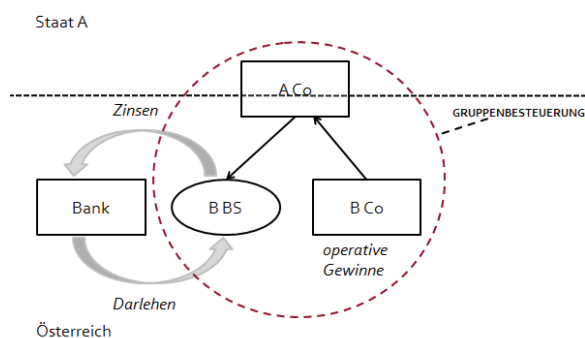 Staat A
A Co
Zinsen
GRUPPENBESTEUERUNG
Bank
B BS
B Co
operative
Gewinne
Darlehen
Österreich